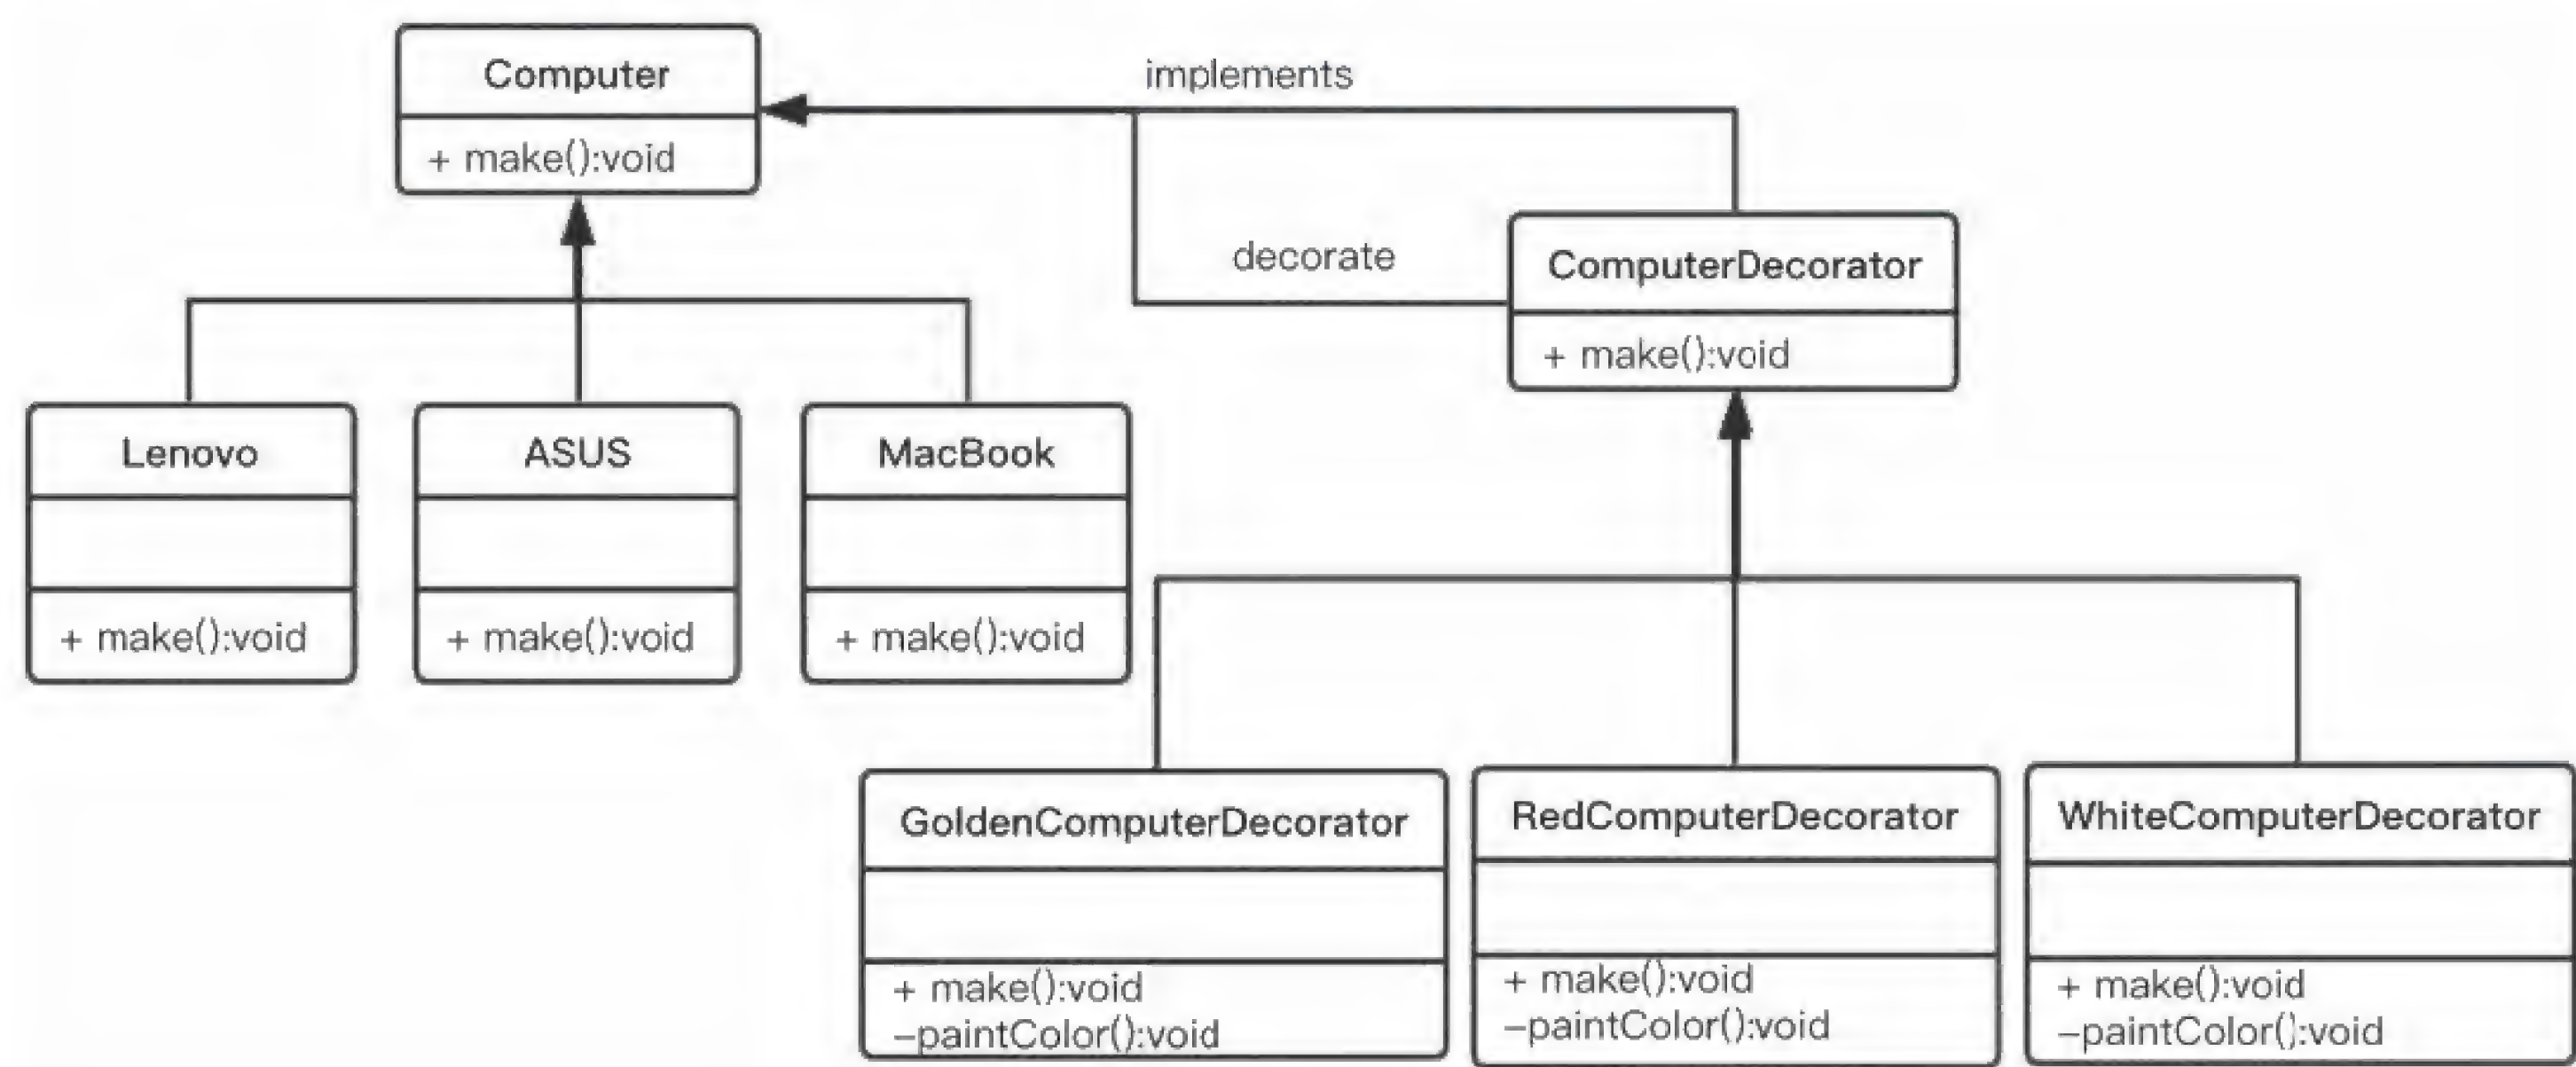 Computer
+ make():void
implements
decorate
ComputerDecorator
+ make():void
Lenovo
+ make():void
ASUS
+ make():void
MacBook
+ make():void
GoldenComputerDecorator
+ make():void
–paintColor():void
RedComputerDecorator
+ make():void
–paintColor():void
WhiteComputerDecorator
+ make():void
–paintColor():void